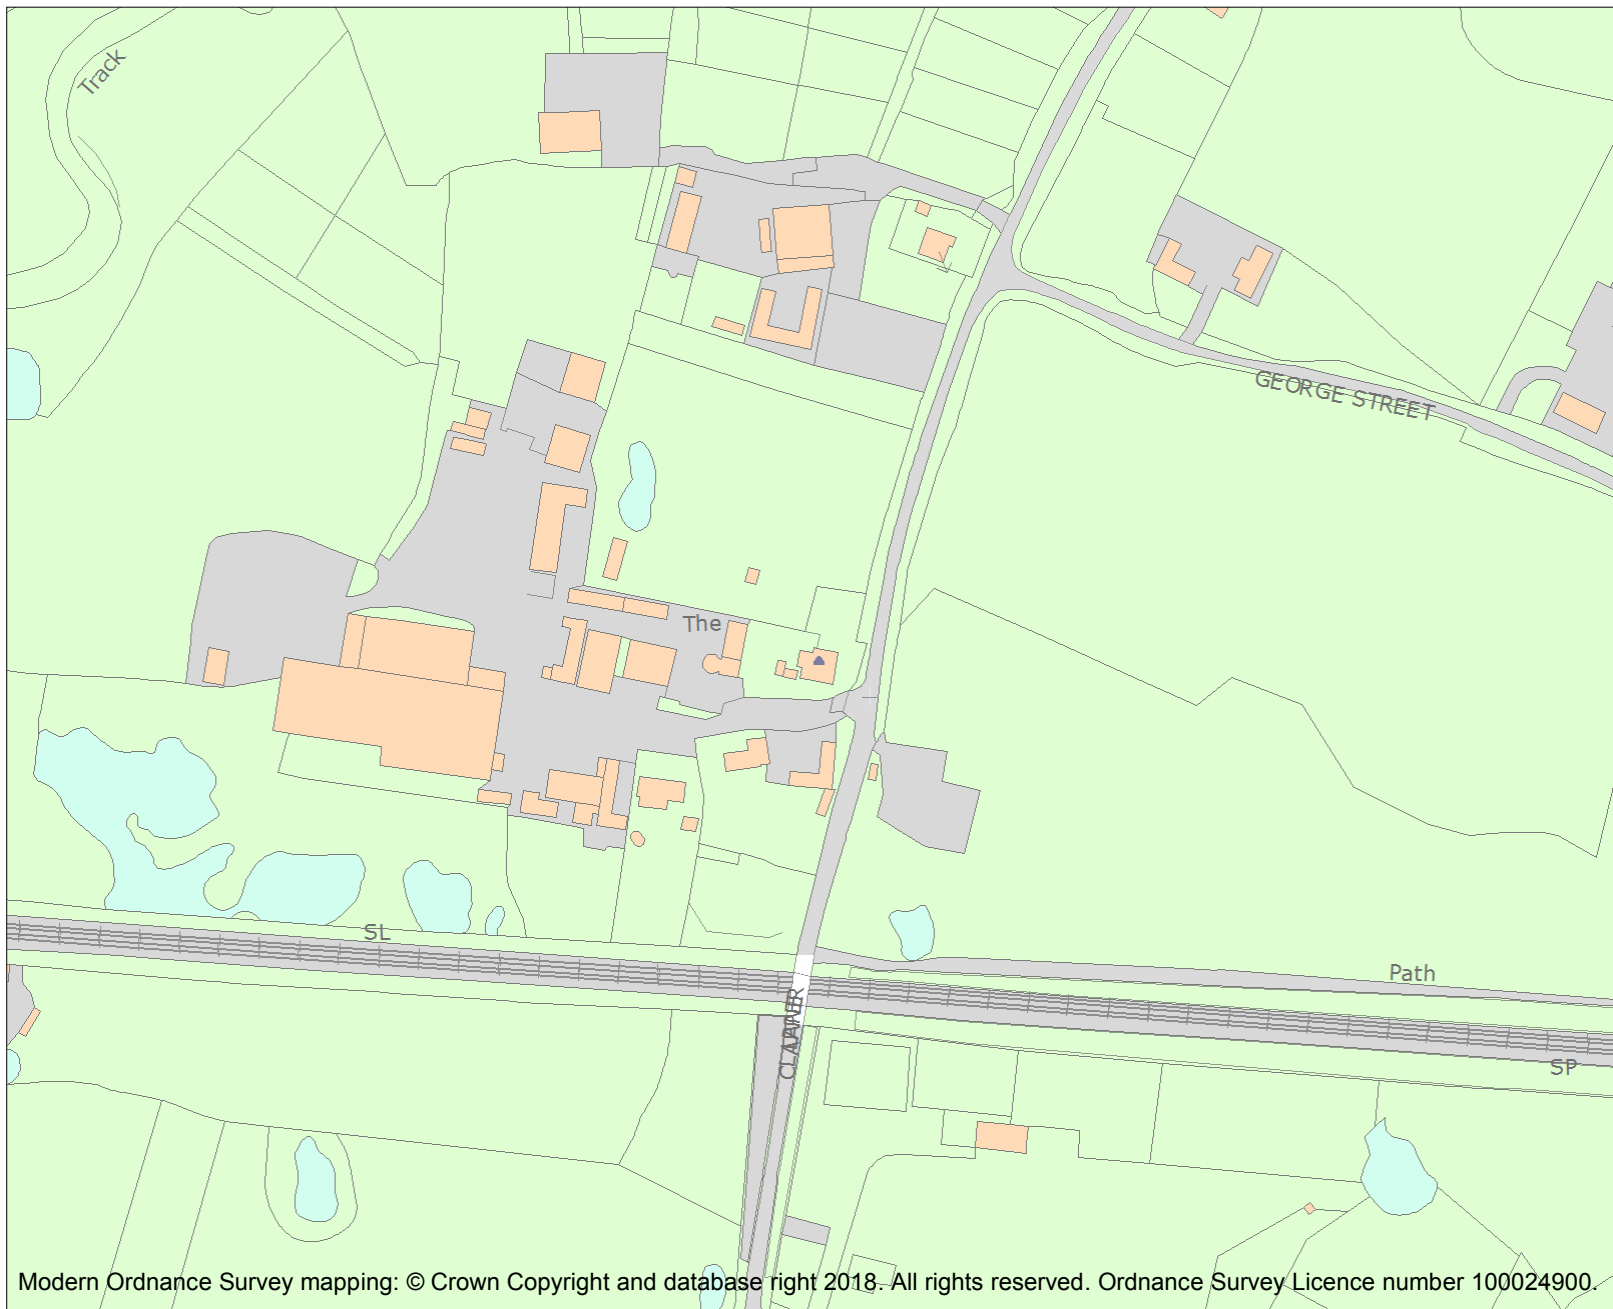 Track
GEORGE STREET
The
SL
Path
CLAPPER
SP
Modern Ordnance Survey mapping: © Crown Copyright and database right 2018. All rights reserved. Ordnance Survey Licence number 100024900.